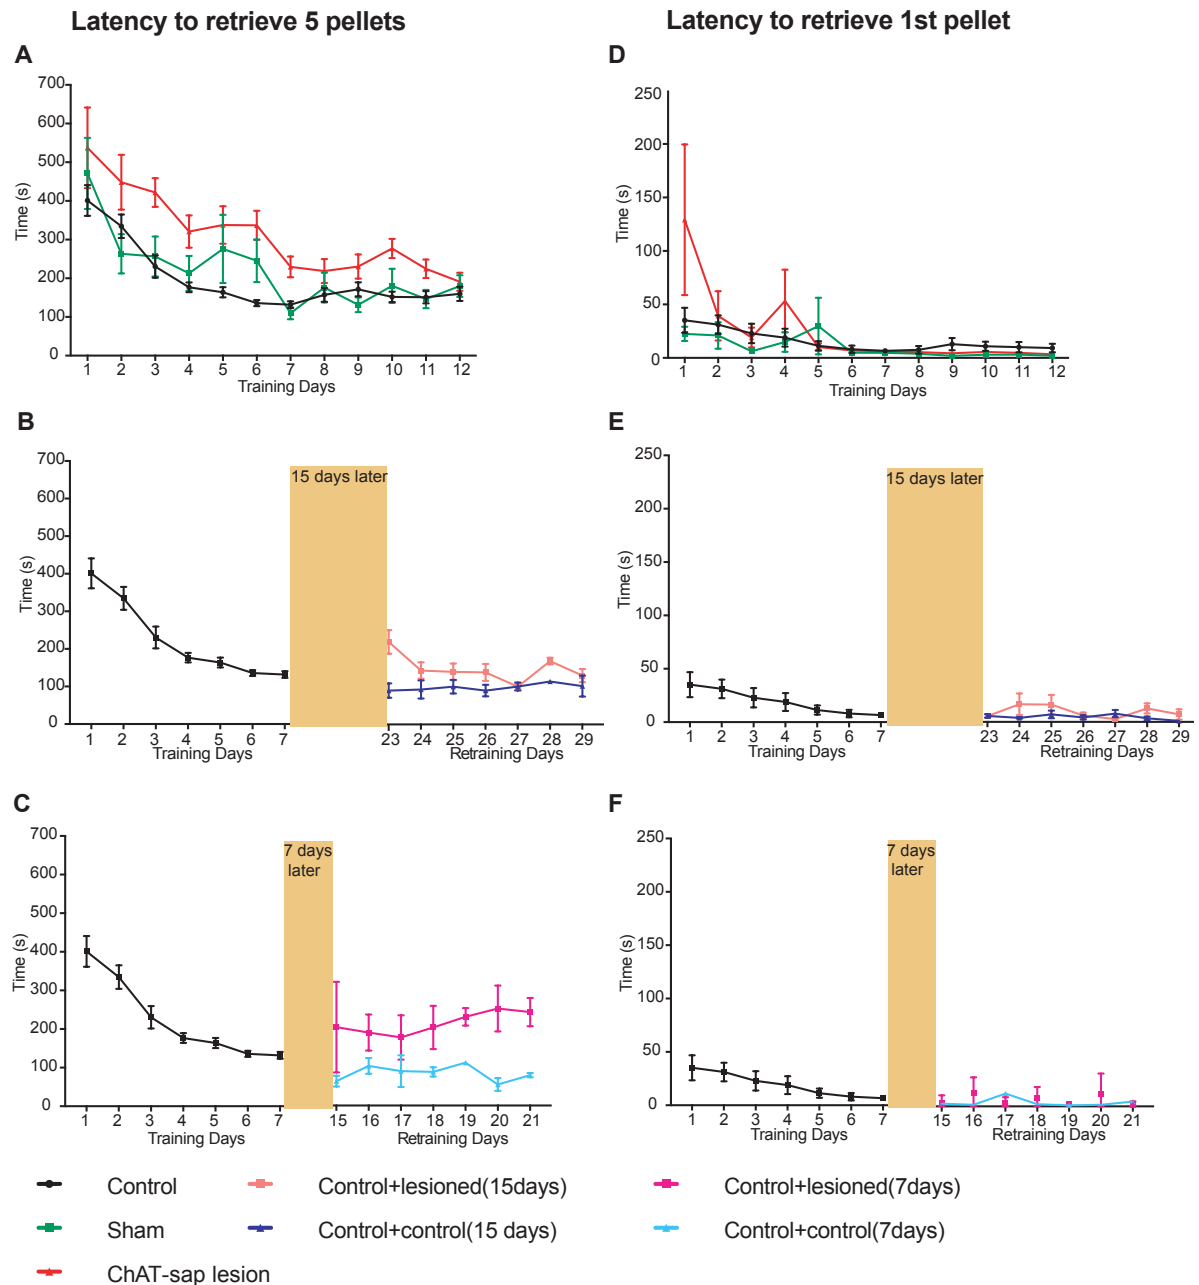 Latency to retrieve 5 pellets
Latency to retrieve 1st pellet
A
700
600
500
400
300
200
100
0
Time (s)
1 2 3 4 5 6 7 8 9 10 11 12
Training Days
D
250
200
150
100
50
0
Time (s)
1 2 3 4 5 6 7 8 9 10 11 12
Training Days
B
700
600
500
400
300
200
100
0
Time (s)
15 days later
1 2 3 4 5 6 7 23 24 25 26 27 28 29
Training Days Retraining Days
E
250
200
150
100
50
0
Time (s)
15 days later
1 2 3 4 5 6 7 23 24 25 26 27 28 29
Training Days Retraining Days
C
700
600
500
400
300
200
100
0
Time (s)
7 days
later
1 2 3 4 5 6 7 15 16 17 18 19 20 21
Training Days Retraining Days
F
250
200
150
100
50
0
Time (s)
7 days
later
1 2 3 4 5 6 7 15 16 17 18 19 20 21
Training Days Retraining Days
Control Control+lesioned(15days) Control+lesioned(7days)
Sham Control+control(15 days) Control+control(7days)
ChAT-sap lesion